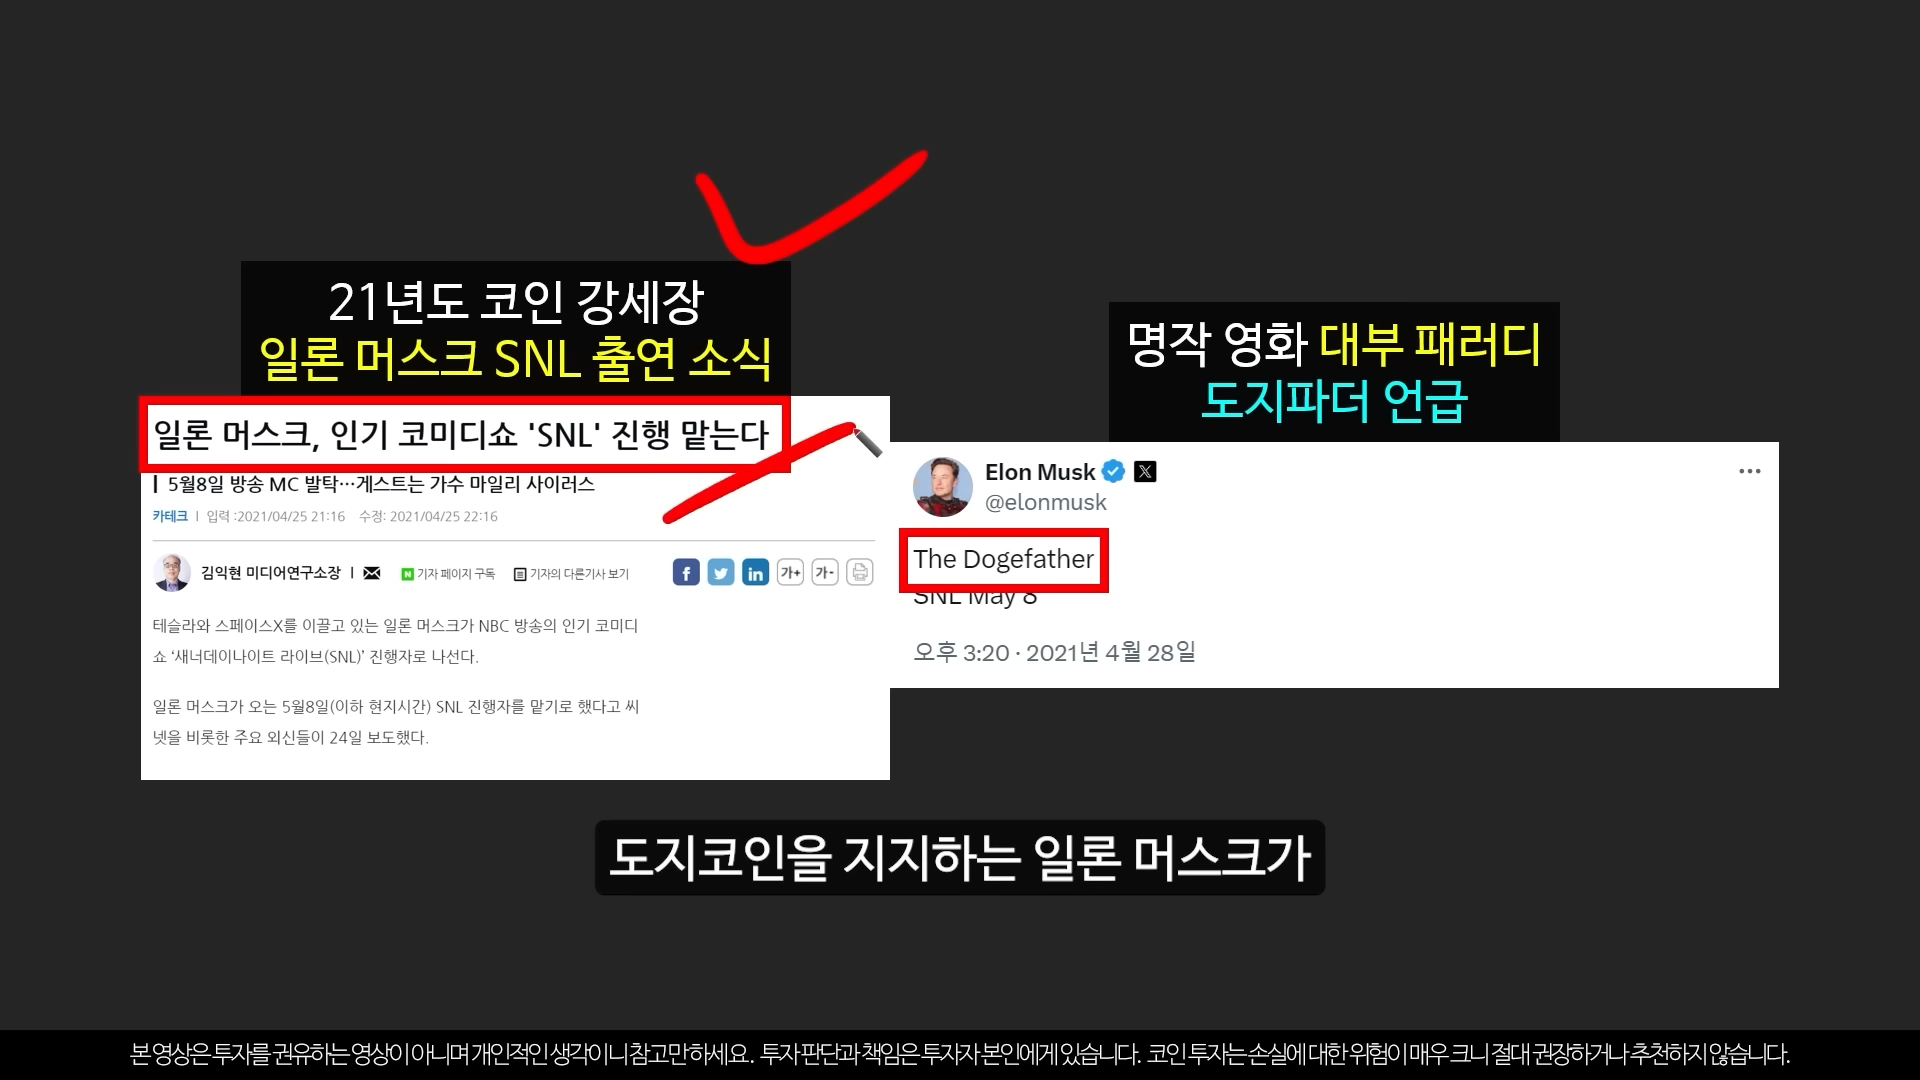 21년도 코인 강세장
일론 머스크 SNL 출연 소식
일론 머스크, 인기 코미디쇼 'SNL' 진행 맡는다
5월8일 방송 MC 발탁…게스트는 가수 마일리 사이러스
카테크 | 입력 :2021/04/25 21:16 수정: 2021/04/25 22:16
김익현 미디어연구소장 | N 기자 페이지 구독 기자의 다른기사 보기 f in 가+ 가-
테슬라와 스페이스X를 이끌고 있는 일론 머스크가 NBC 방송의 인기 코미디
쇼 ‘새너데이나이트 라이브(SNL)’ 진행자로 나선다.
일론 머스크가 오는 5월8일(이하 현지시간) SNL 진행자를 맡기로 했다고 씨
넷을 비롯한 주요 외신들이 24일 보도했다.
명작 영화 대부 패러디
도지파더 언급
Elon Musk X
@elonmusk
The Dogefather
SNL May 8
오후 3:20 · 2021년 4월 28일
도지코인을 지지하는 일론 머스크가
본 영상은 투자를 권유하는 영상이 아니며 개인적인 생각이니 참고만 하세요. 투자 판단과 책임은 투자자 본인에게 있습니다. 코인 투자는 손실에 대한 위험이 매우 크니 절대 권장하거나 추천하지 않습니다.